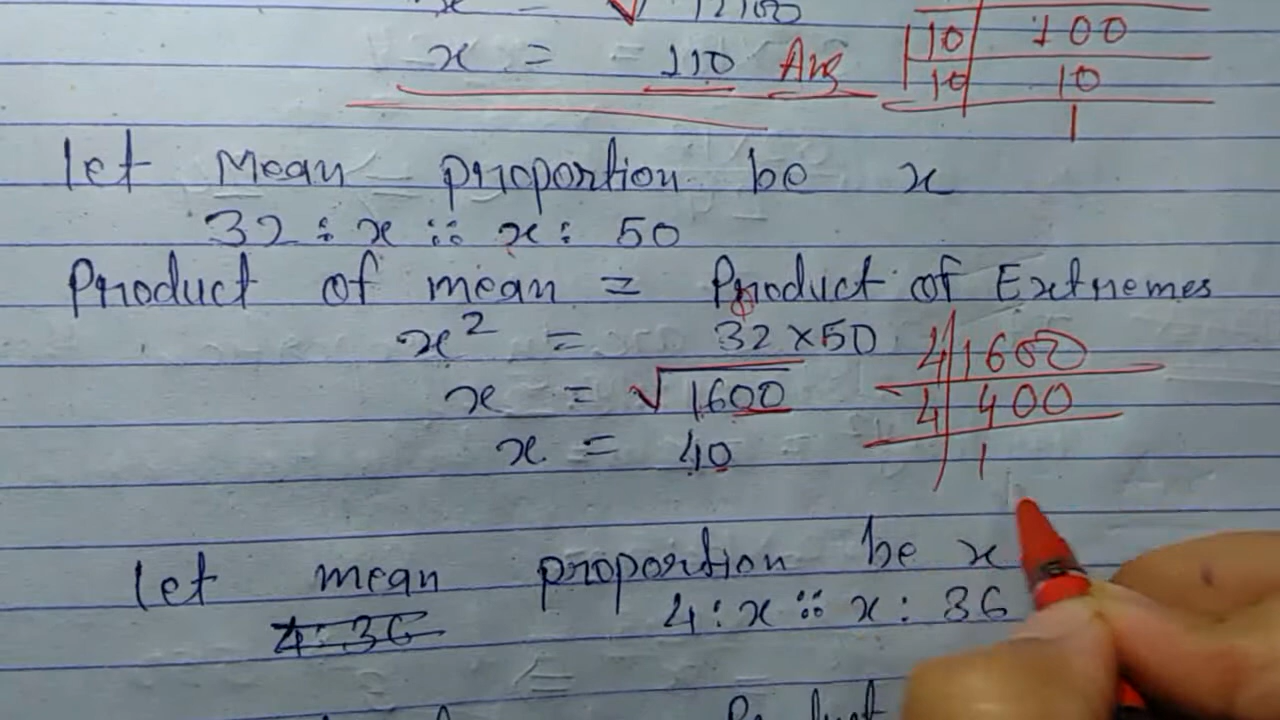 x = √12100
x = 110 Ans
10 | 100
10 | 10
1
let Mean proportion be x
32 : x :: x : 50
Product of mean = Product of Extremes
x² = 32 × 50
x = √1600
x = 40
4 | 1600
4 | 400
1
let mean proportion be x
4 : 36 4 : x :: x : 36